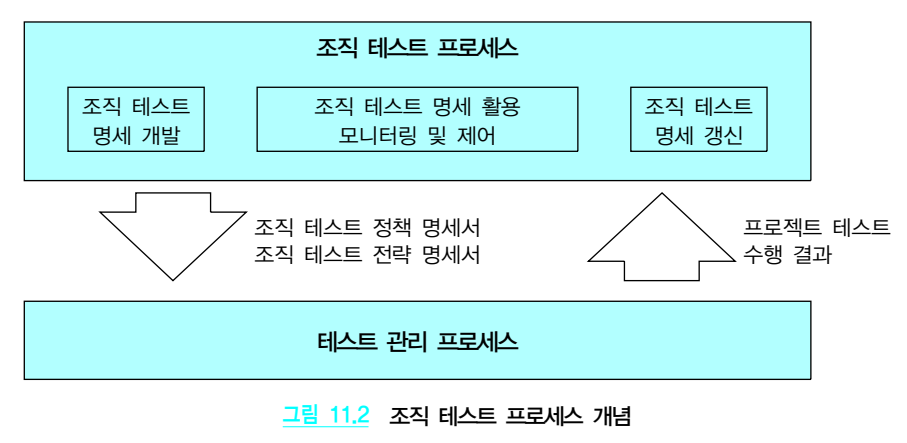 조직 테스트 프로세스
조직 테스트
명세 개발
조직 테스트 명세 활용
모니터링 및 제어
조직 테스트
명세 갱신
조직 테스트 정책 명세서
조직 테스트 전략 명세서
프로젝트 테스트
수행 결과
테스트 관리 프로세스
그림 11.2 조직 테스트 프로세스 개념